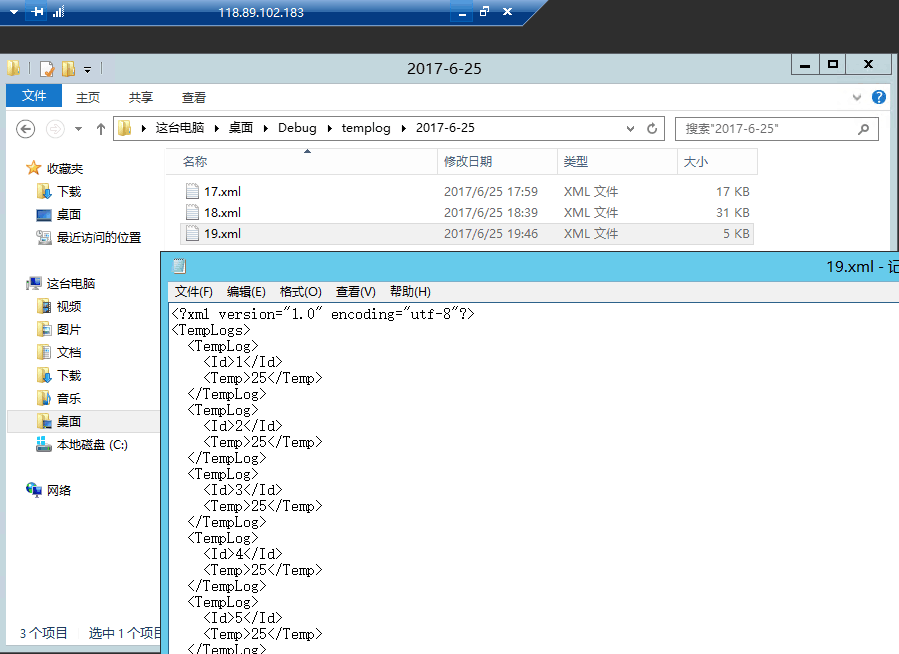 118.89.102.183
2017-6-25
文件 主页 共享 查看
这台电脑 桌面 Debug templog 2017-6-25 搜索"2017-6-25"
收藏夹
下载
桌面
最近访问的位置
这台电脑
视频
图片
文档
下载
音乐
桌面
本地磁盘 (C:)
网络
名称 修改日期 类型 大小
17.xml 2017/6/25 17:59 XML 文件 17 KB
18.xml 2017/6/25 18:39 XML 文件 31 KB
19.xml 2017/6/25 19:46 XML 文件 5 KB
19.xml - 记
文件(F) 编辑(E) 格式(O) 查看(V) 帮助(H)
<?xml version="1.0" encoding="utf-8"?>
<TempLogs>
<TempLog>
<Id>1</Id>
<Temp>25</Temp>
</TempLog>
<TempLog>
<Id>2</Id>
<Temp>25</Temp>
</TempLog>
<TempLog>
<Id>3</Id>
<Temp>25</Temp>
</TempLog>
<TempLog>
<Id>4</Id>
<Temp>25</Temp>
</TempLog>
<TempLog>
<Id>5</Id>
<Temp>25</Temp>
</TempLog>
3 个项目 选中 1 个项目